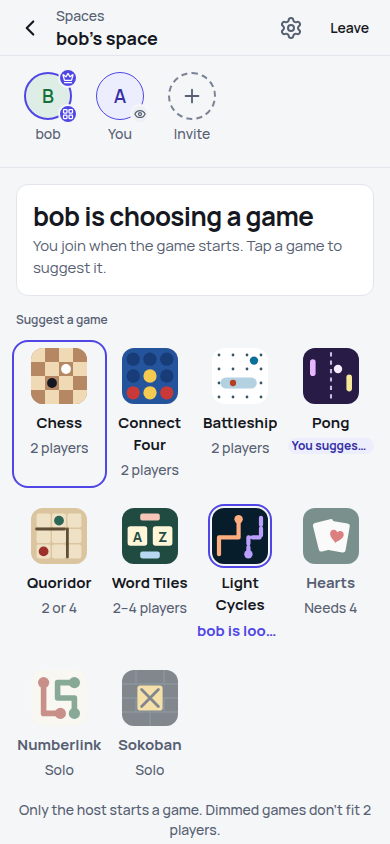 Spaces
bob's space
Leave
B
A
bob
You
Invite
bob is choosing a game
You join when the game starts. Tap a game to
suggest it.
Suggest a game
Chess
2 players
Connect
Four
2 players
Battleship
2 players
Pong
You sugges...
Quoridor
2 or 4
A
Z
Word Tiles
2–4 players
Light
Cycles
bob is loo...
Hearts
Needs 4
Numberlink
Solo
Sokoban
Solo
Only the host starts a game. Dimmed games don't fit 2
players.